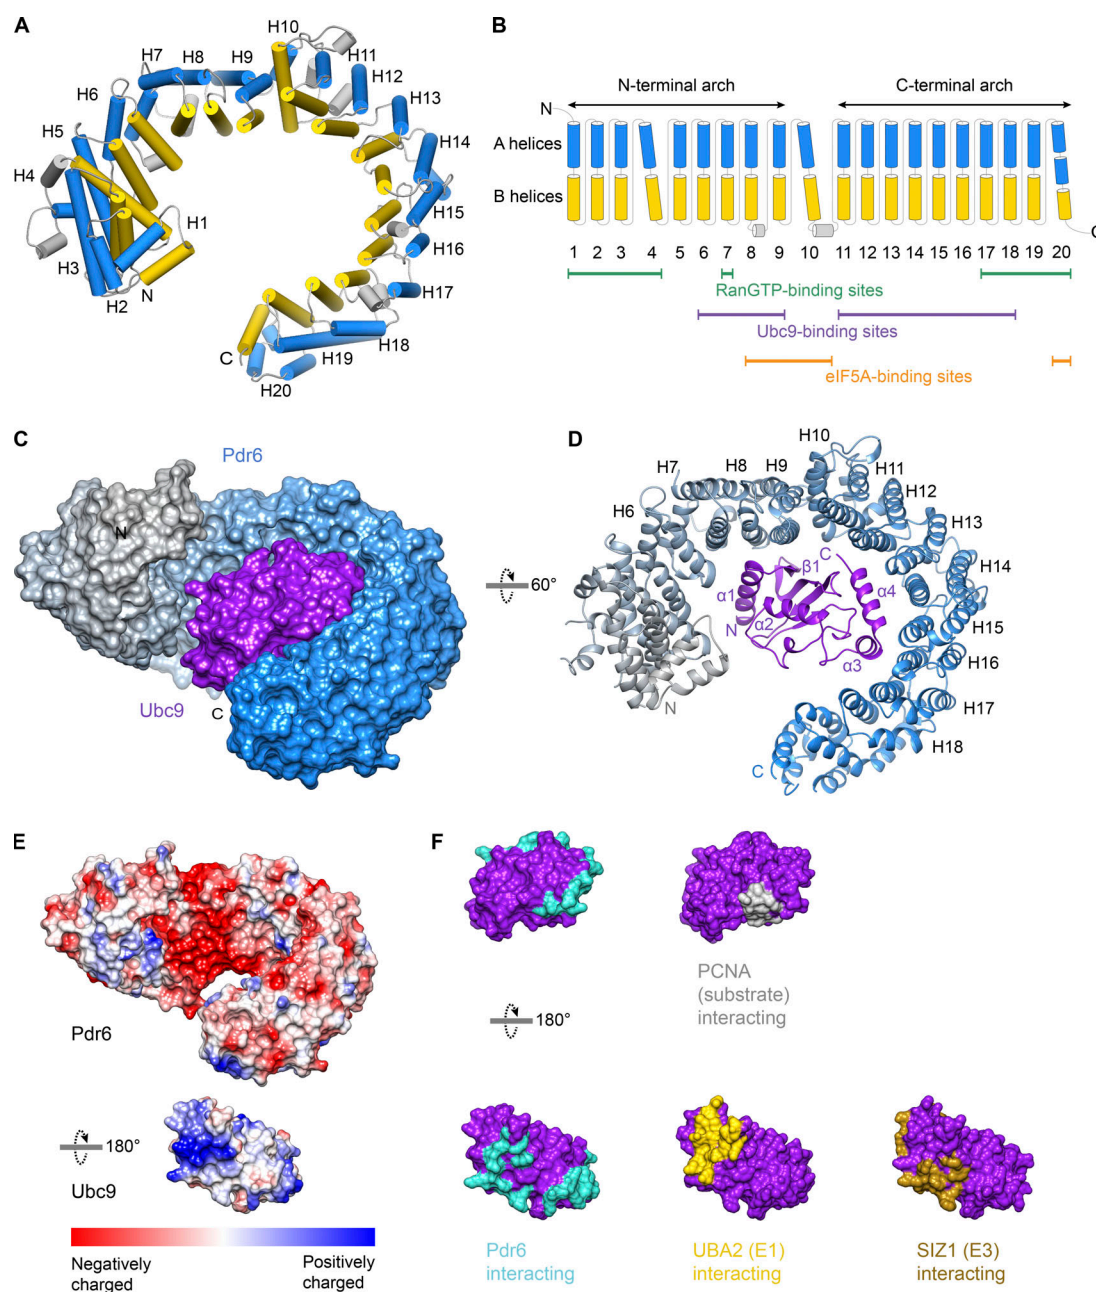 A
H10
H7
H8
H9
H11
H12
H6
H13
H5
H14
H4
H1
H15
H16
H3
N
H17
H2
C
H18
H19
H20
B
N-terminal arch
C-terminal arch
N
A helices
B helices
C
1 2 3 4 5 6 7 8 9 10 11 12 13 14 15 16 17 18 19 20
RanGTP-binding sites
Ubc9-binding sites
eIF5A-binding sites
C
Pdr6
N
Ubc9
C
60°
D
H10
H7
H8
H9
H11
H12
H6
H13
H14
β1
C
α1
α4
α2
N
H15
α3
H16
N
H17
H18
C
E
Pdr6
180°
Ubc9
Negatively
charged
Positively
charged
F
PCNA
(substrate)
interacting
180°
Pdr6
interacting
UBA2 (E1)
interacting
SIZ1 (E3)
interacting